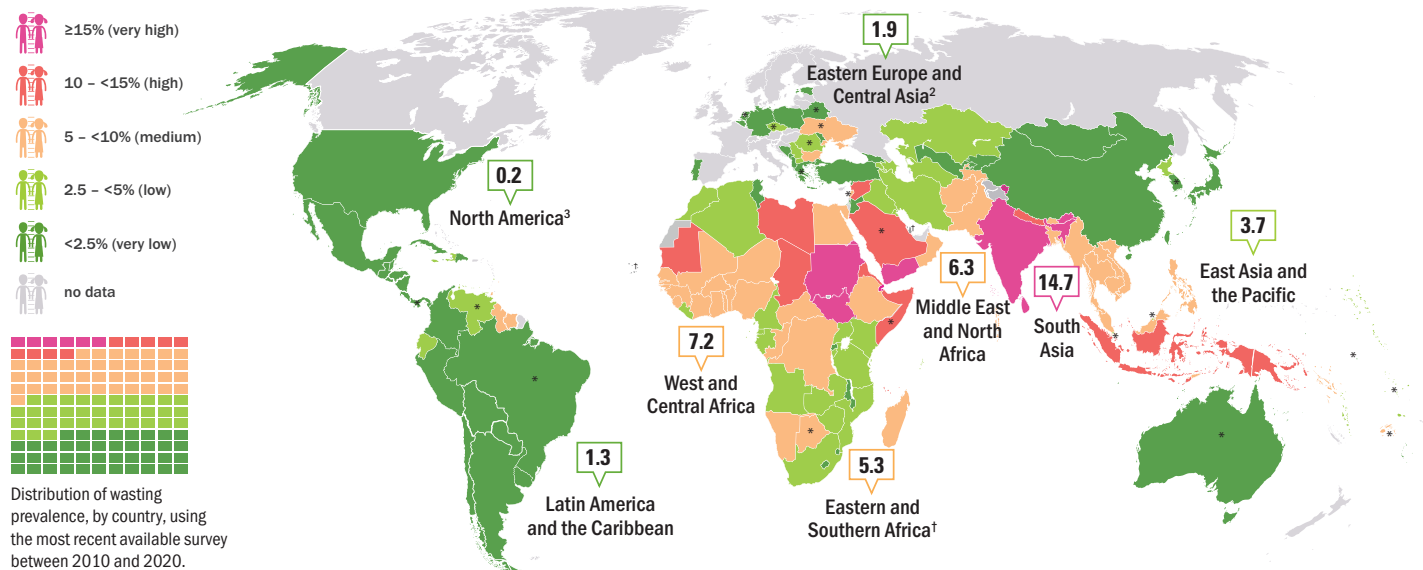 ≥15% (very high)
10 – <15% (high)
5 – <10% (medium)
2.5 – <5% (low)
<2.5% (very low)
no data
Distribution of wasting
prevalence, by country, using
the most recent available survey
between 2010 and 2020.
0.2
North America³
1.3
Latin America
and the Caribbean
1.9
Eastern Europe and
Central Asia²
7.2
West and
Central Africa
5.3
Eastern and
Southern Africa†
6.3
Middle East
and North
Africa
14.7
South
Asia
3.7
East Asia and
the Pacific